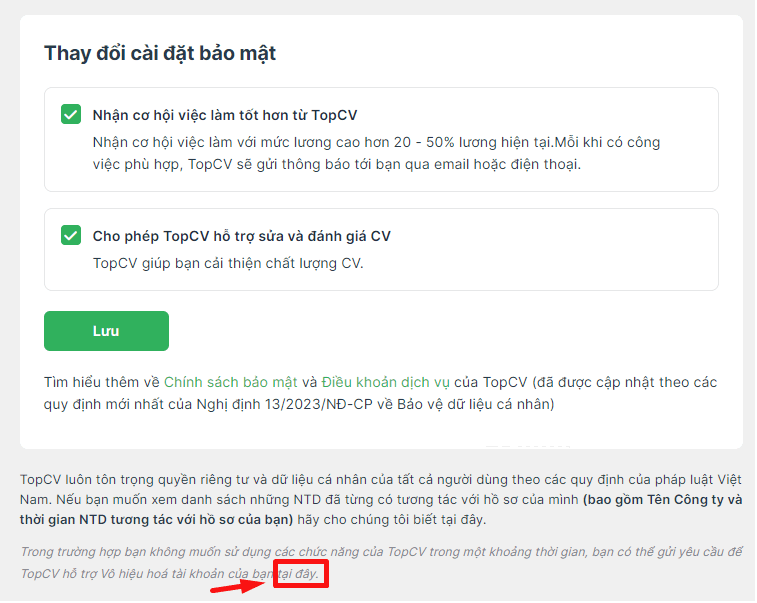 Thay đổi cài đặt bảo mật
Nhận cơ hội việc làm tốt hơn từ TopCV
Nhận cơ hội việc làm với mức lương cao hơn 20 - 50% lương hiện tại.Mỗi khi có công
việc phù hợp, TopCV sẽ gửi thông báo tới bạn qua email hoặc điện thoại.
Cho phép TopCV hỗ trợ sửa và đánh giá CV
TopCV giúp bạn cải thiện chất lượng CV.
Lưu
Tìm hiểu thêm về Chính sách bảo mật và Điều khoản dịch vụ của TopCV (đã được cập nhật theo các
quy định mới nhất của Nghị định 13/2023/NĐ-CP về Bảo vệ dữ liệu cá nhân)
TopCV luôn tôn trọng quyền riêng tư và dữ liệu cá nhân của tất cả người dùng theo các quy định của pháp luật Việt
Nam. Nếu bạn muốn xem danh sách những NTD đã từng có tương tác với hồ sơ của mình (bao gồm Tên Công ty và
thời gian NTD tương tác với hồ sơ của bạn) hãy cho chúng tôi biết tại đây.
Trong trường hợp bạn không muốn sử dụng các chức năng của TopCV trong một khoảng thời gian, bạn có thể gửi yêu cầu để
TopCV hỗ trợ Vô hiệu hoá tài khoản của bạn tại đây.